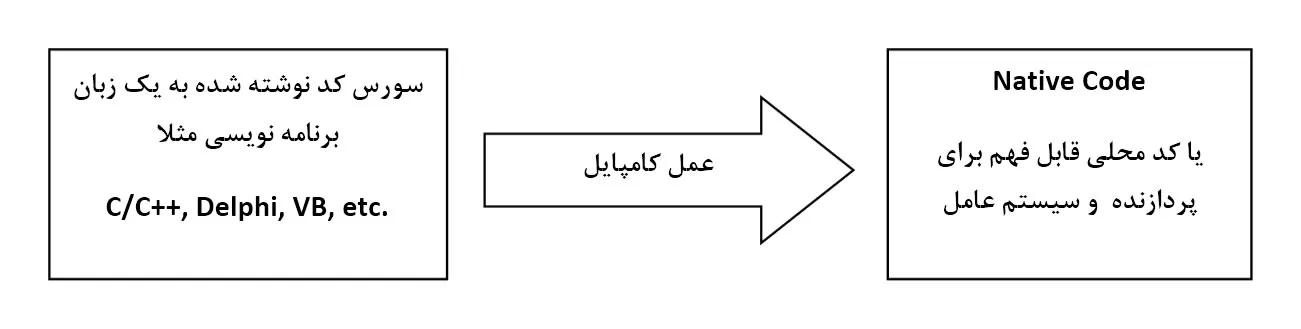 سورس کد نوشته شده به یک زبان
برنامه نویسی مثلا
C/C++, Delphi, VB, etc.
عمل کامپایل
Native Code
یا کد محلی قابل فهم برای
پردازنده و سیستم عامل